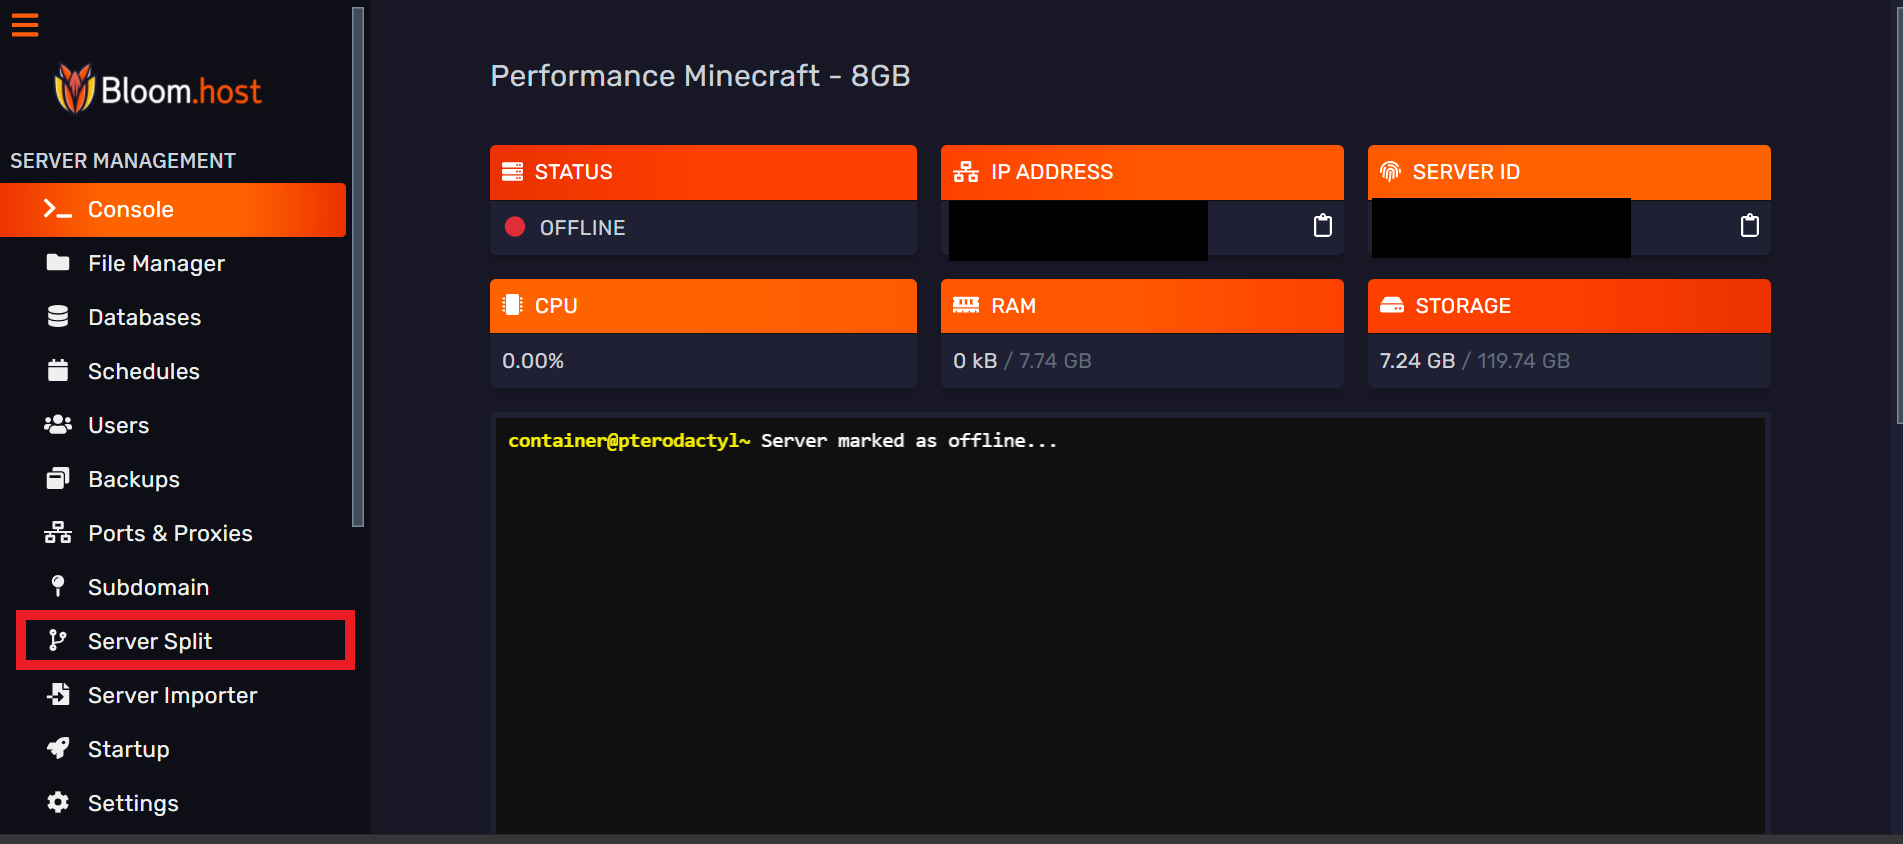 Bloom.host
SERVER MANAGEMENT
Console
File Manager
Databases
Schedules
Users
Backups
Ports & Proxies
Subdomain
Server Split
Server Importer
Startup
Settings
Performance Minecraft - 8GB
STATUS
OFFLINE
IP ADDRESS
SERVER ID
CPU
0.00%
RAM
0 kB / 7.74 GB
STORAGE
7.24 GB / 119.74 GB
container@pterodactyl~ Server marked as offline...